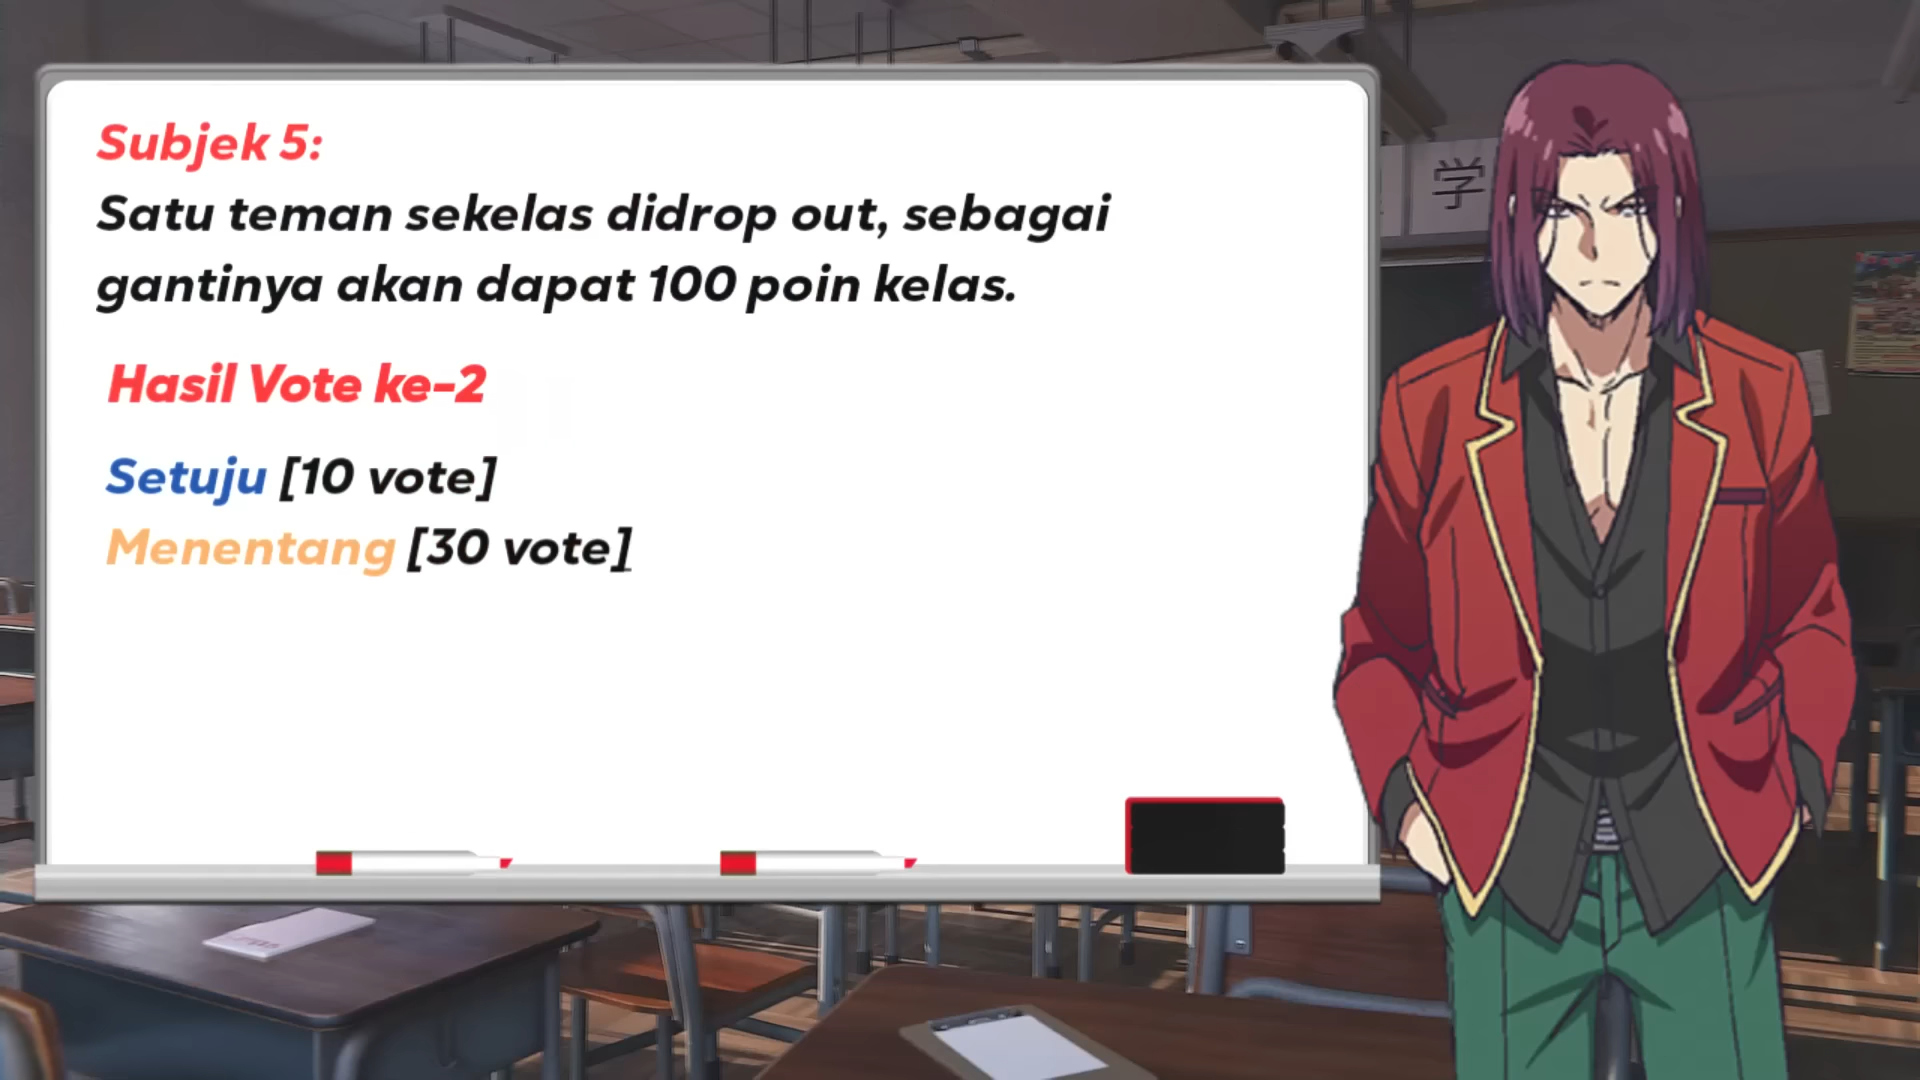 学
Subjek 5:
Satu teman sekelas didrop out, sebagai
gantinya akan dapat 100 poin kelas.
Hasil Vote ke-2
Setuju [10 vote]
Menentang [30 vote]